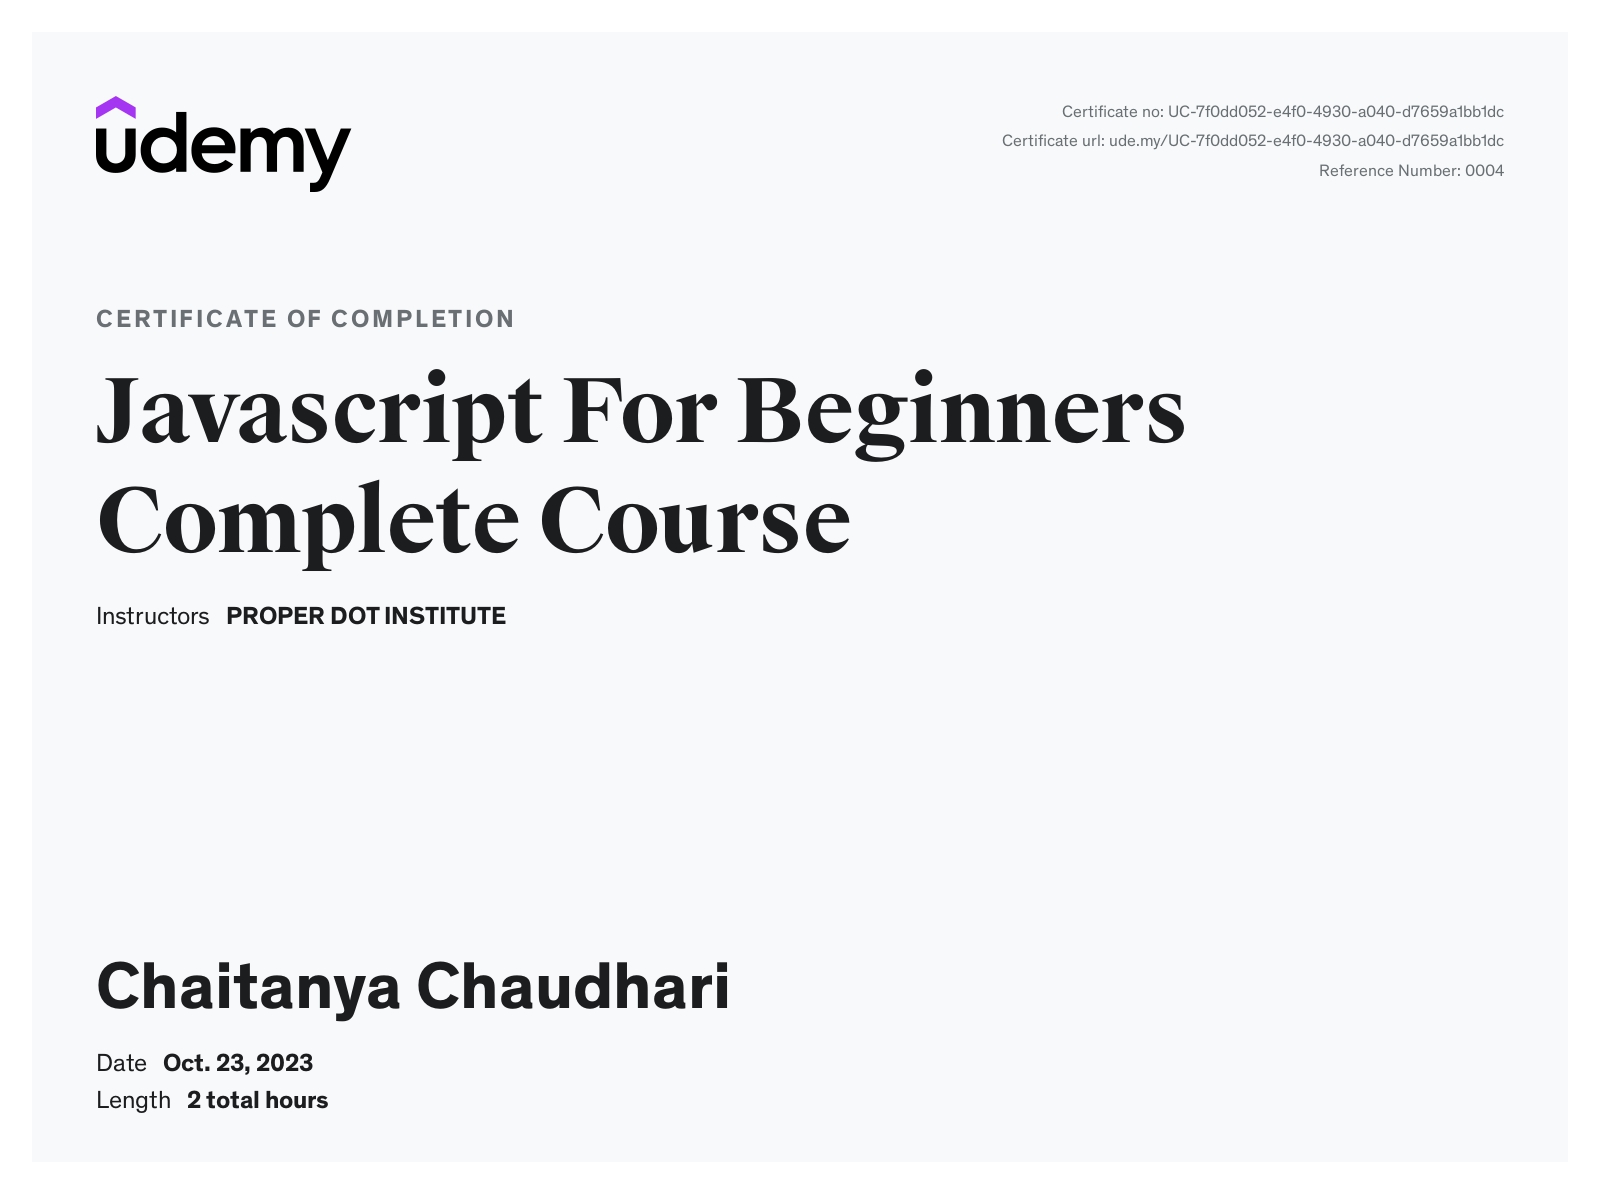 udemy
Certificate no: UC-7f0dd052-e4f0-4930-a040-d7659a1bb1dc
Certificate url: ude.my/UC-7f0dd052-e4f0-4930-a040-d7659a1bb1dc
Reference Number: 0004
CERTIFICATE OF COMPLETION
Javascript For Beginners
Complete Course
Instructors PROPER DOT INSTITUTE
Chaitanya Chaudhari
Date Oct. 23, 2023
Length 2 total hours